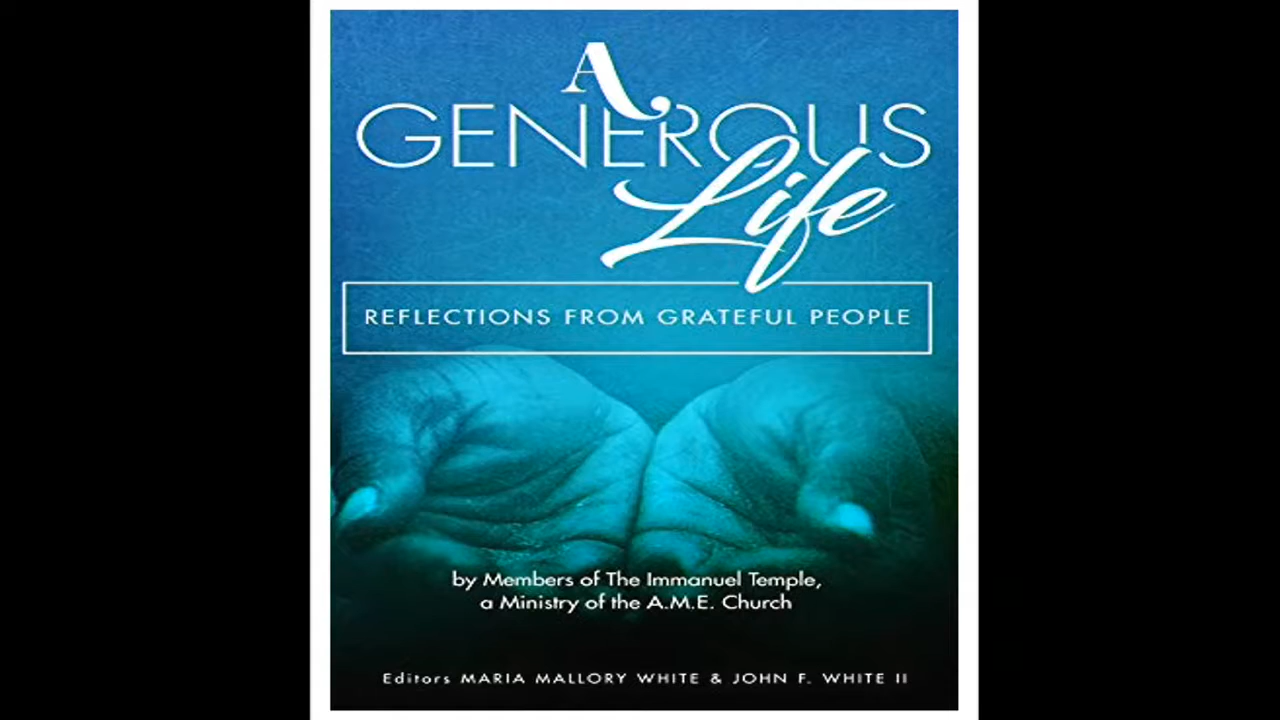 A
GENEROUS
Life
REFLECTIONS FROM GRATEFUL PEOPLE
by Members of The Immanuel Temple,
a Ministry of the A.M.E. Church
Editors MARIA MALLORY WHITE & JOHN F. WHITE II